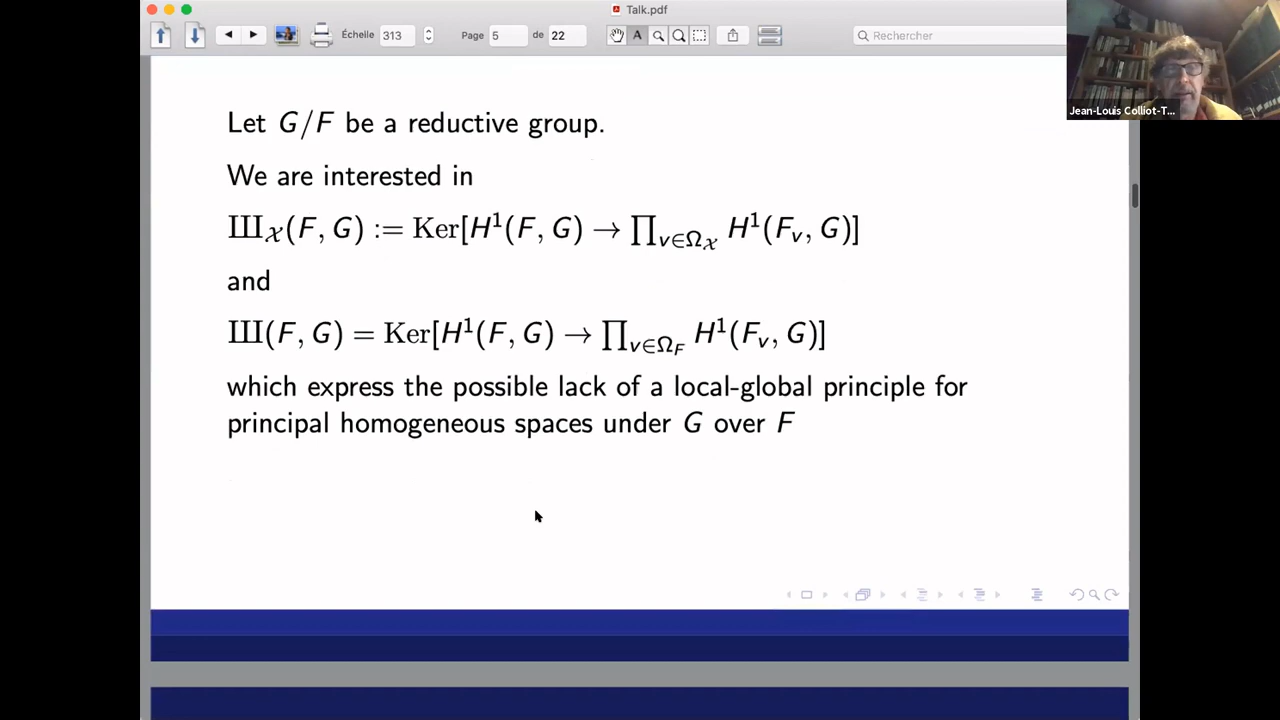 Talk.pdf
Échelle 313 Page 5 de 22 Rechercher
Jean-Louis Colliot-T...
Let G/F be a reductive group.
We are interested in
Ш_𝒳(F, G) := Ker[H¹(F, G) → ∏_{v∈Ω_𝒳} H¹(F_v, G)]
and
Ш(F, G) = Ker[H¹(F, G) → ∏_{v∈Ω_F} H¹(F_v, G)]
which express the possible lack of a local-global principle for
principal homogeneous spaces under G over F